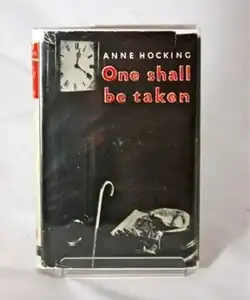 ANNE HOCKING
One shall
be taken